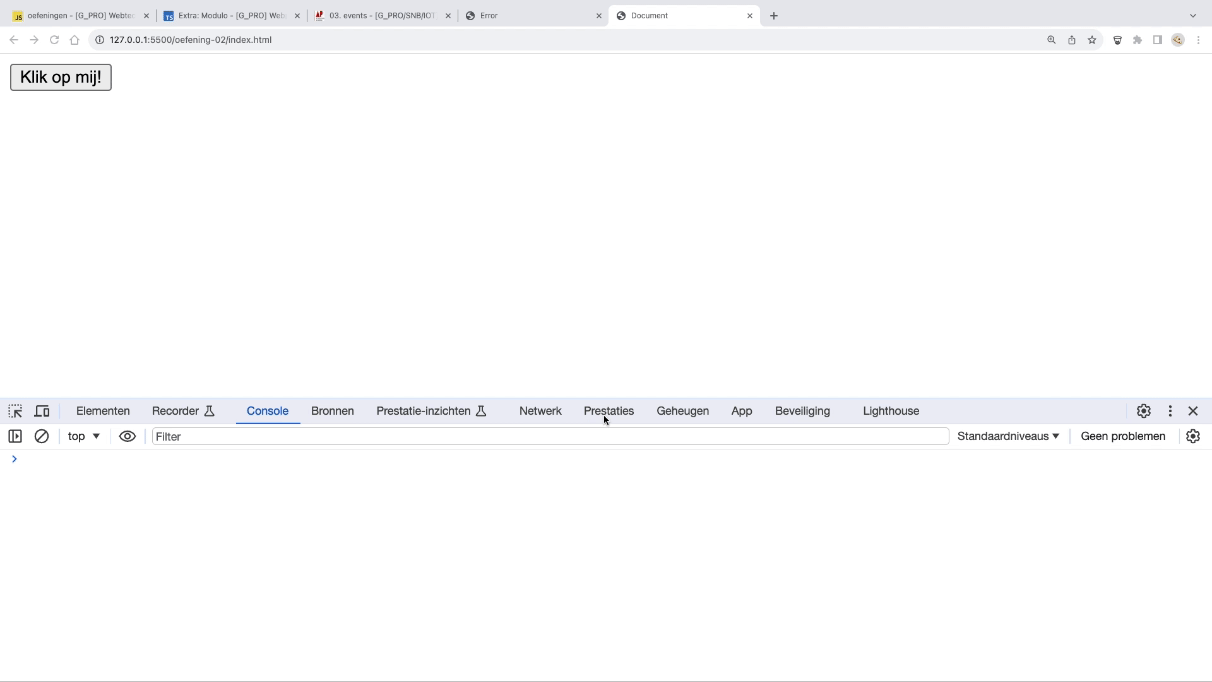 oefeningen - [G_PRO] Webte
Extra: Modulo - [G_PRO] Web
03. events - [G_PRO/SNB/IOT
Error
Document
127.0.0.1:5500/oefening-02/index.html
Klik op mij!
Elementen Recorder Console Bronnen Prestatie-inzichten Netwerk Prestaties Geheugen App Beveiliging Lighthouse
top Filter Standaardniveaus Geen problemen